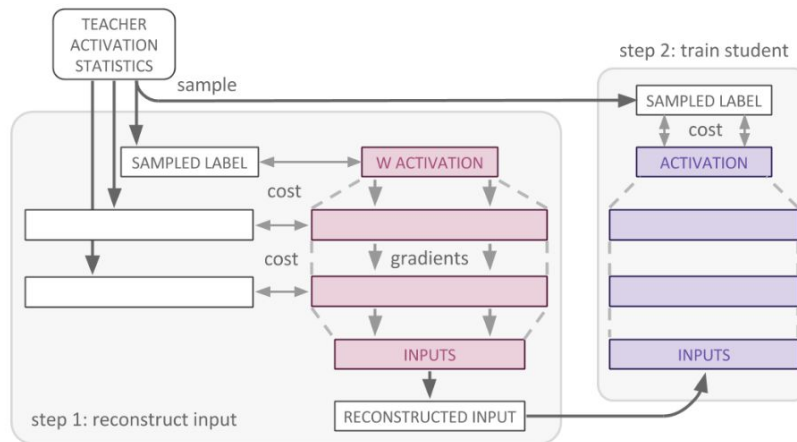 TEACHER
ACTIVATION
STATISTICS
sample
step 2: train student
SAMPLED LABEL
cost
ACTIVATION
INPUTS
SAMPLED LABEL
W ACTIVATION
cost
cost
gradients
INPUTS
RECONSTRUCTED INPUT
step 1: reconstruct input